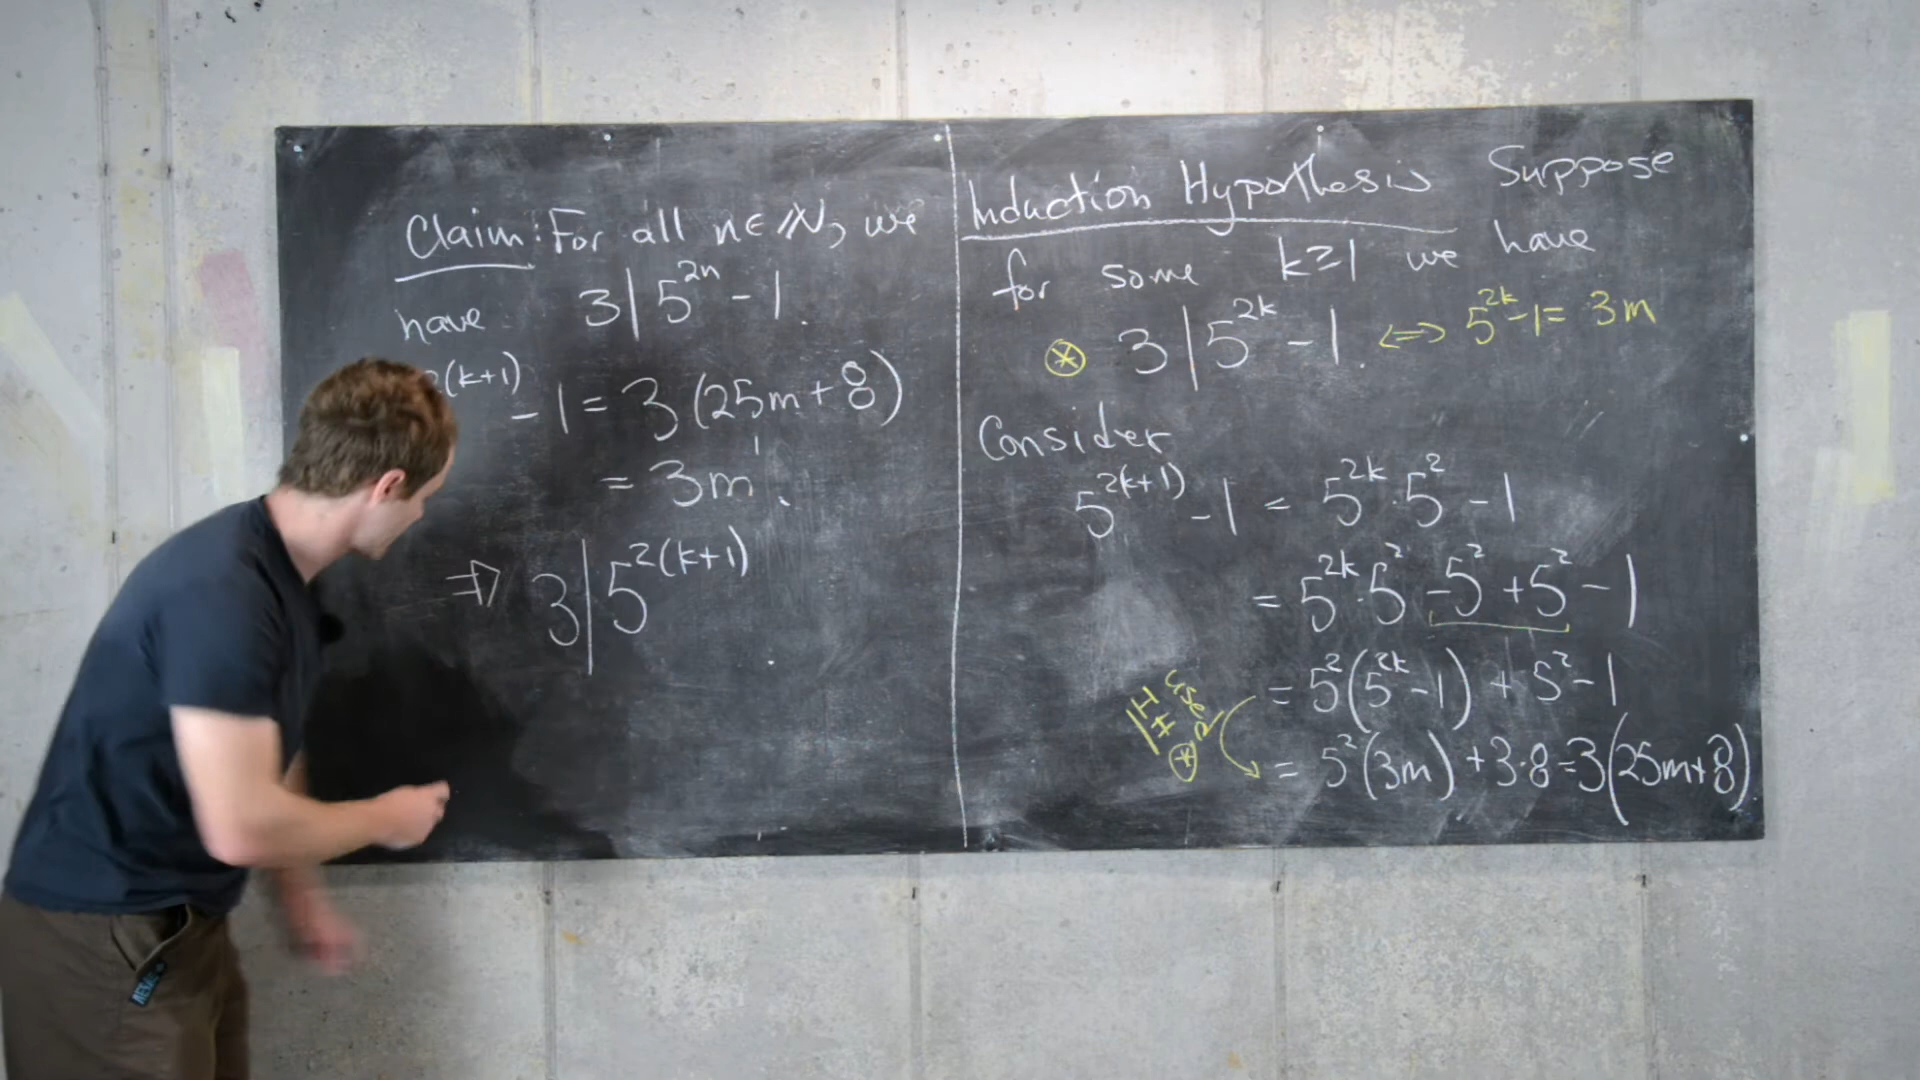 Claim: For all n∈ℕ, we
have 3 | 5^{2n} - 1.
2(k+1) - 1 = 3(25m+8)
= 3m'.
⇒ 3 | 5^{2(k+1)}
Induction Hypothesis Suppose
for some k≥1 we have
⊛ 3 | 5^{2k} - 1. ⟺ 5^{2k} - 1 = 3m
Consider
5^{2(k+1)} - 1 = 5^{2k}·5^2 - 1
= 5^{2k}·5^2 - 5^2 + 5^2 - 1
= 5^2(5^{2k} - 1) + 5^2 - 1
IH
⊛
= 5^2(3m) + 3·8 = 3(25m+8).